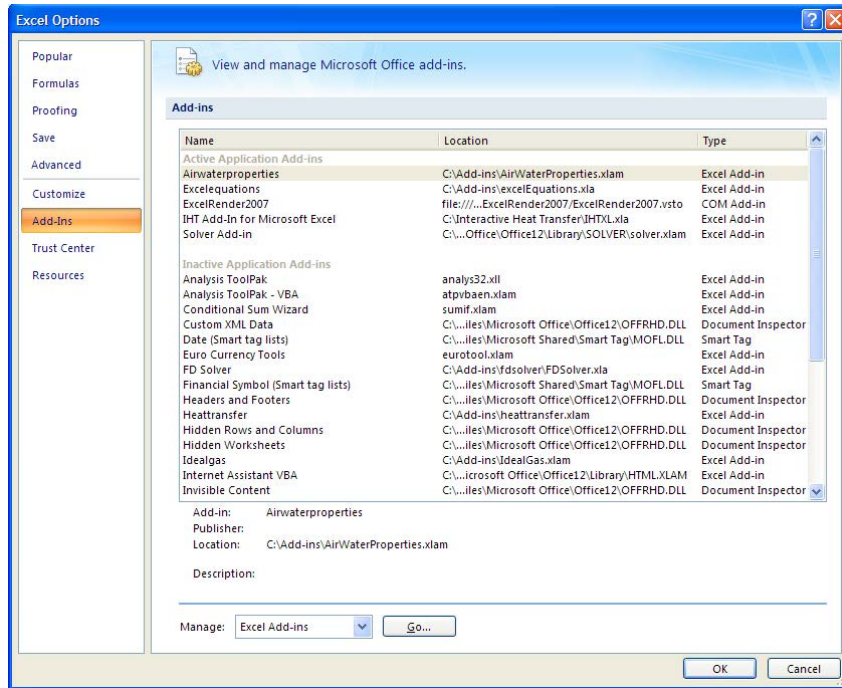 Excel Options
Popular
Formulas
Proofing
Save
Advanced
Customize
Add-Ins
Trust Center
Resources
View and manage Microsoft Office add-ins.
Add-ins
Name Location Type
Active Application Add-ins
Airwaterproperties C:\Add-ins\AirWaterProperties.xlam Excel Add-in
Excelequations C:\Add-ins\excelEquations.xla Excel Add-in
ExcelRender2007 file:///...ExcelRender2007/ExcelRender2007.vsto COM Add-in
IHT Add-In for Microsoft Excel C:\Interactive Heat Transfer\IHTXL.xla Excel Add-in
Solver Add-in C:\...Office\Office12\Library\SOLVER\solver.xlam Excel Add-in
Inactive Application Add-ins
Analysis ToolPak analys32.xll Excel Add-in
Analysis ToolPak - VBA atpvbaen.xlam Excel Add-in
Conditional Sum Wizard sumif.xlam Excel Add-in
Custom XML Data C:\...iles\Microsoft Office\Office12\OFFRHD.DLL Document Inspector
Date (Smart tag lists) C:\...iles\Microsoft Shared\Smart Tag\MOFL.DLL Smart Tag
Euro Currency Tools eurotool.xlam Excel Add-in
FD Solver C:\Add-ins\fdsolver\FDSolver.xla Excel Add-in
Financial Symbol (Smart tag lists) C:\...iles\Microsoft Shared\Smart Tag\MOFL.DLL Smart Tag
Headers and Footers C:\...iles\Microsoft Office\Office12\OFFRHD.DLL Document Inspector
Heattransfer C:\Add-ins\heattransfer.xlam Excel Add-in
Hidden Rows and Columns C:\...iles\Microsoft Office\Office12\OFFRHD.DLL Document Inspector
Hidden Worksheets C:\...iles\Microsoft Office\Office12\OFFRHD.DLL Document Inspector
Idealgas C:\Add-ins\IdealGas.xlam Excel Add-in
Internet Assistant VBA C:\...icrosoft Office\Office12\Library\HTML.XLAM Excel Add-in
Invisible Content C:\...iles\Microsoft Office\Office12\OFFRHD.DLL Document Inspector
Add-in: Airwaterproperties
Publisher:
Location: C:\Add-ins\AirWaterProperties.xlam
Description:
Manage: Excel Add-ins Go...
OK Cancel